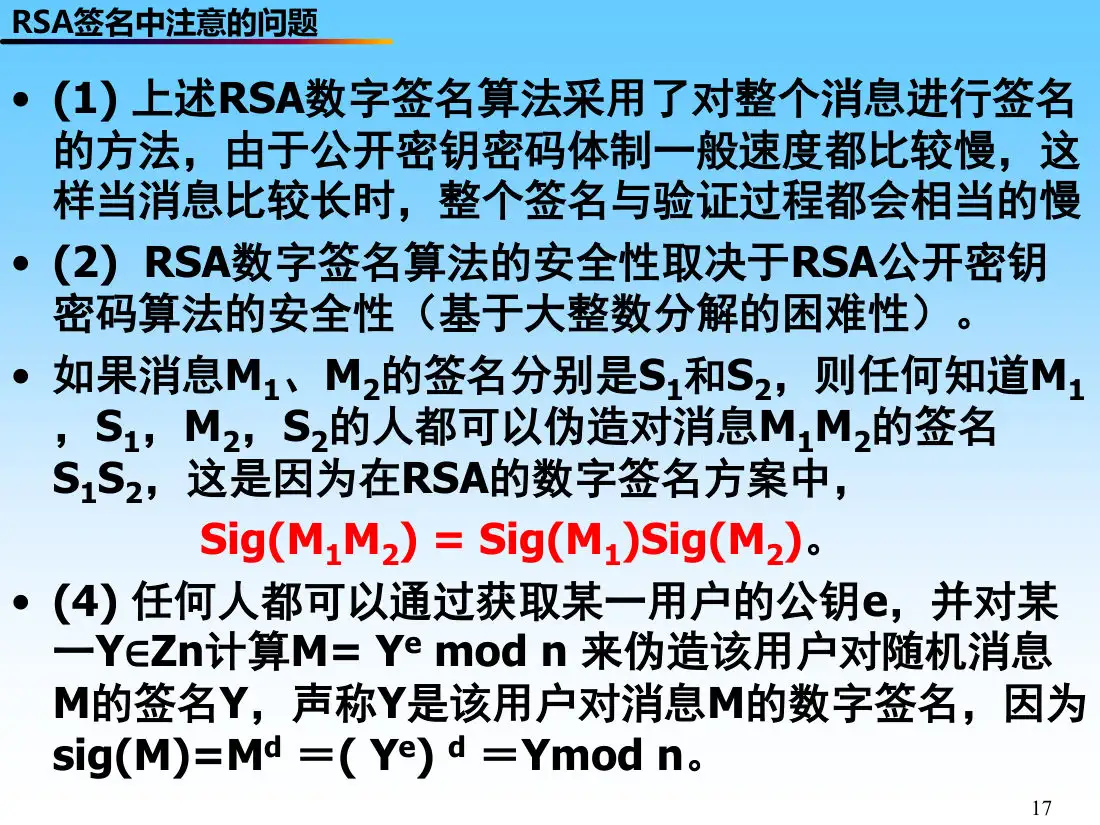 RSA签名中注意的问题
• (1) 上述RSA数字签名算法采用了对整个消息进行签名
的方法，由于公开密钥密码体制一般速度都比较慢，这
样当消息比较长时，整个签名与验证过程都会相当的慢
• (2) RSA数字签名算法的安全性取决于RSA公开密钥
密码算法的安全性（基于大整数分解的困难性）。
• 如果消息M₁、M₂的签名分别是S₁和S₂，则任何知道M₁
，S₁，M₂，S₂的人都可以伪造对消息M₁M₂的签名
S₁S₂，这是因为在RSA的数字签名方案中，
Sig(M₁M₂) = Sig(M₁)Sig(M₂)。
• (4) 任何人都可以通过获取某一用户的公钥e，并对某
一Y∈Zn计算M= Yᵉ mod n 来伪造该用户对随机消息
M的签名Y，声称Y是该用户对消息M的数字签名，因为
sig(M)=Mᵈ ＝( Yᵉ) ᵈ ＝Ymod n。
17